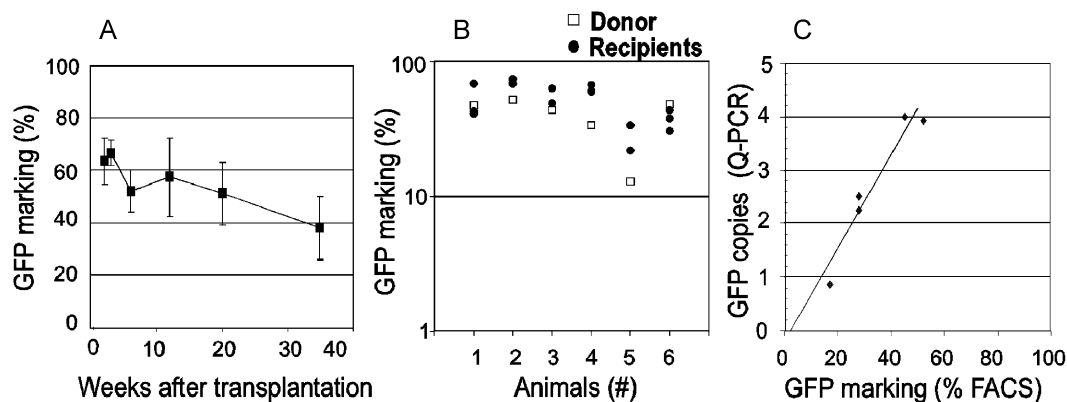 A
GFP marking (%)
100
80
60
40
20
0
0 10 20 30 40
Weeks after transplantation
B
□ Donor
● Recipients
GFP marking (%)
100
10
1
1 2 3 4 5 6
Animals (#)
C
GFP copies (Q-PCR)
5
4
3
2
1
0
0 20 40 60 80 100
GFP marking (% FACS)